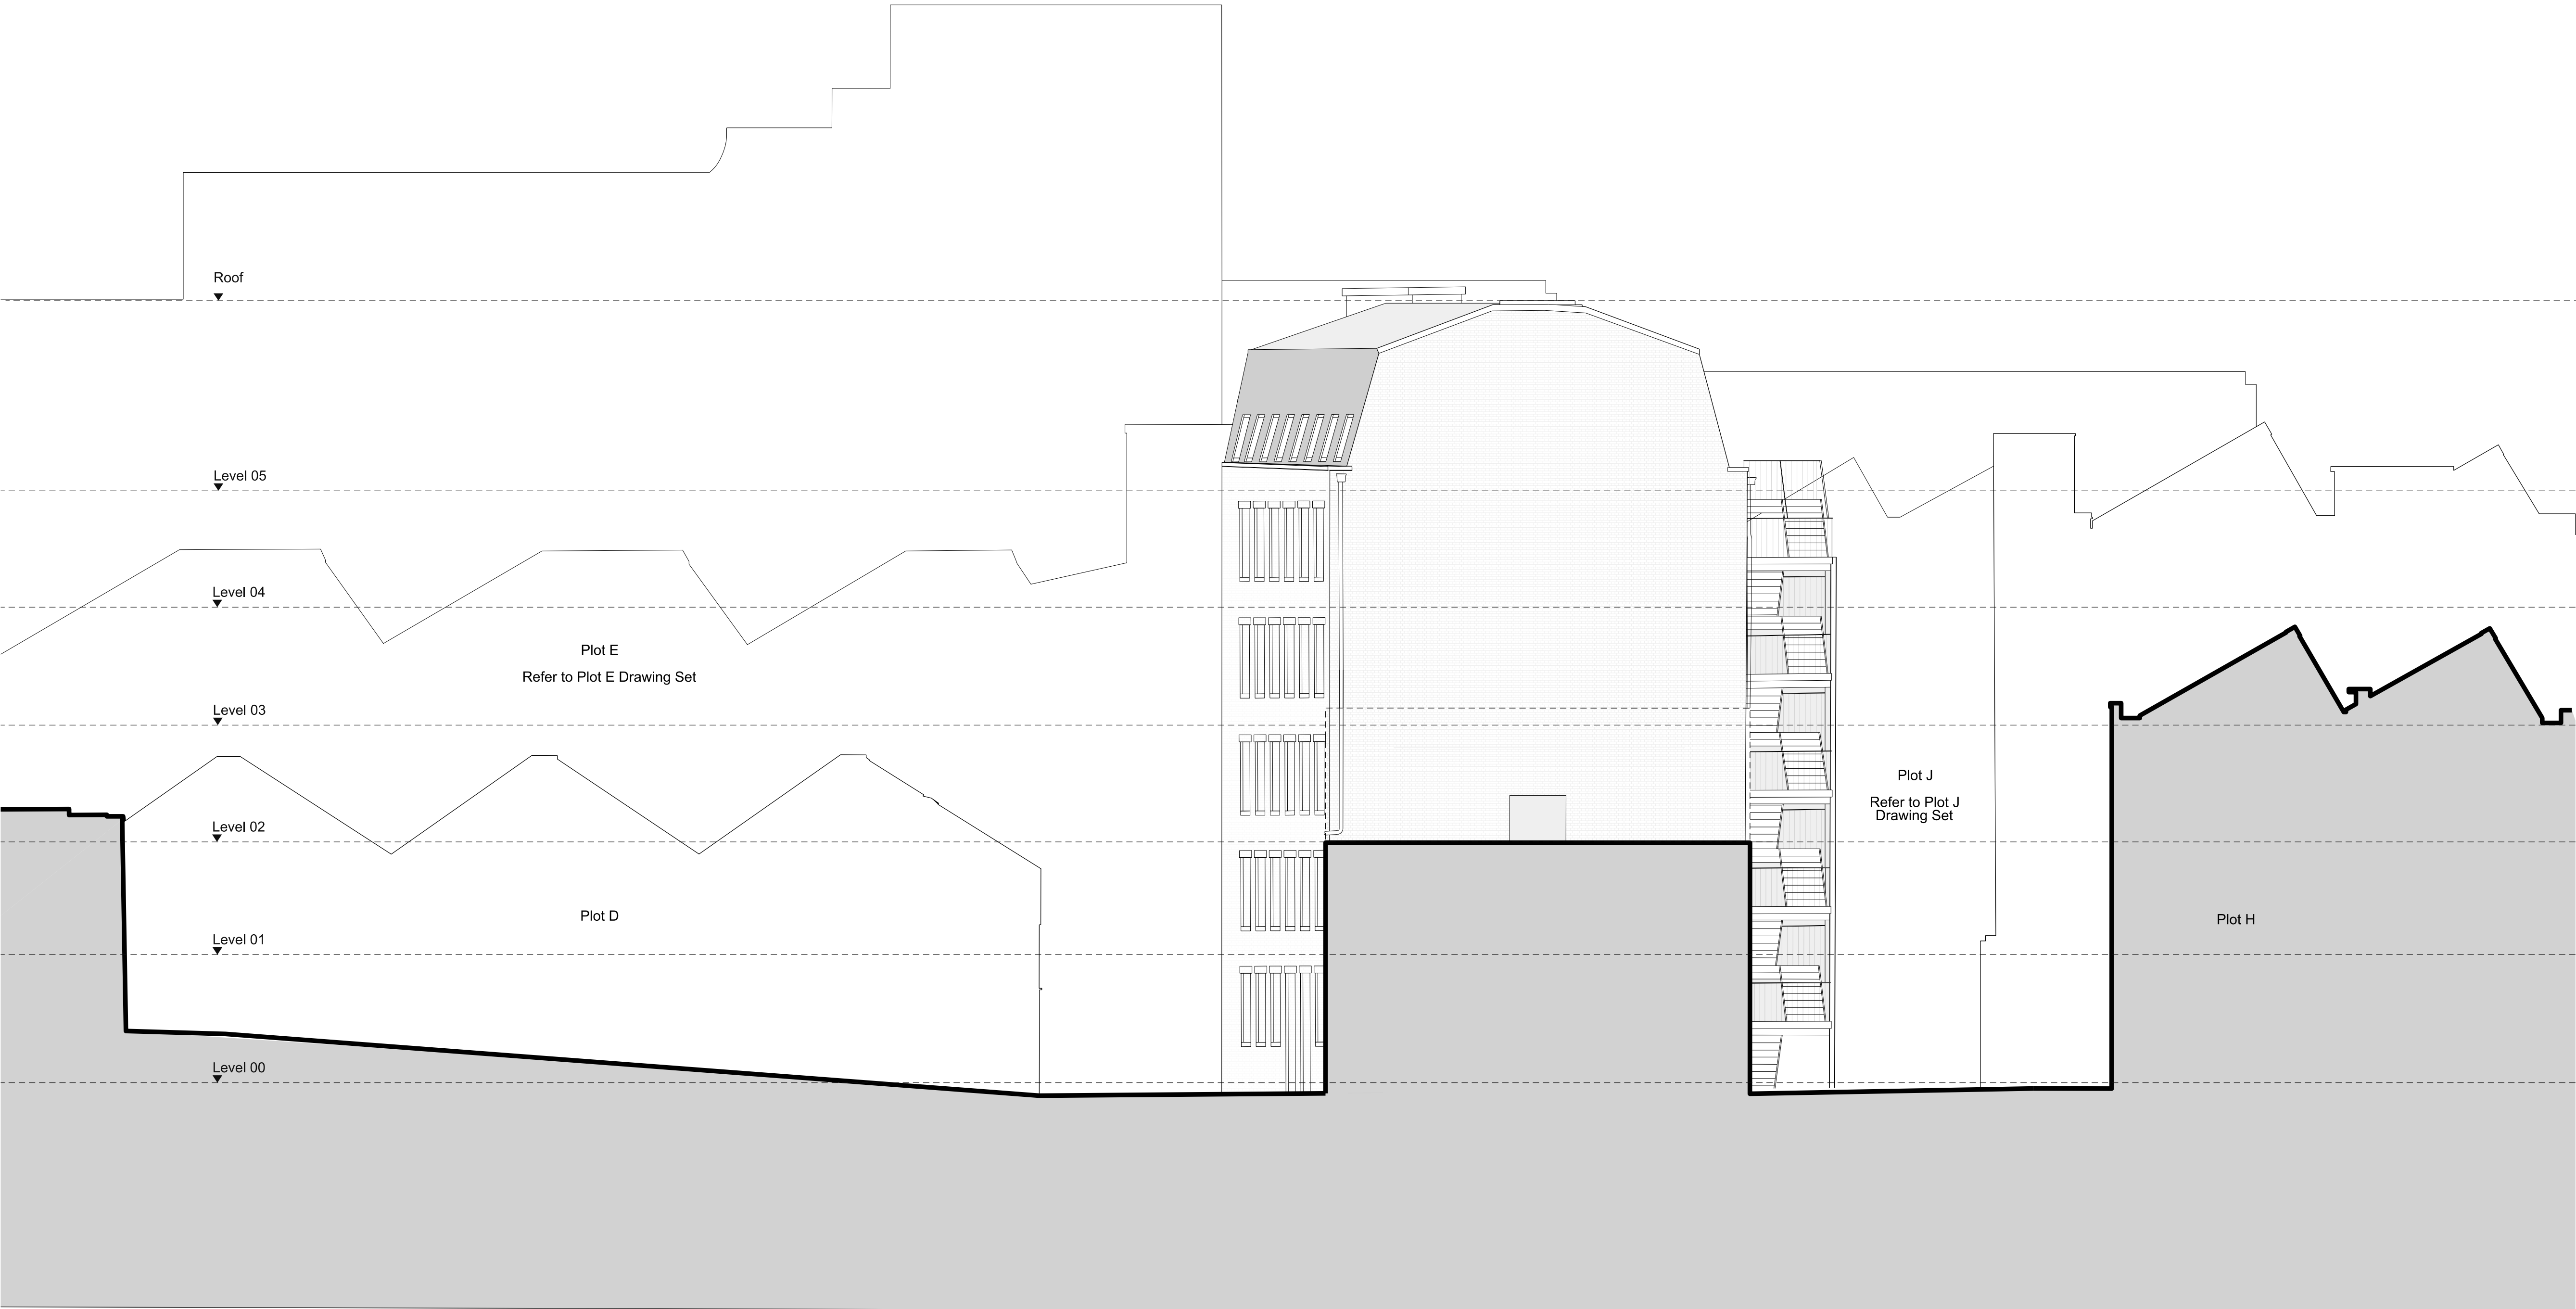 Roof
Level 05
Level 04
Plot E
Refer to Plot E Drawing Set
Level 03
Plot J
Refer to Plot J
Drawing Set
Level 02
Plot D
Plot H
Level 01
Level 00